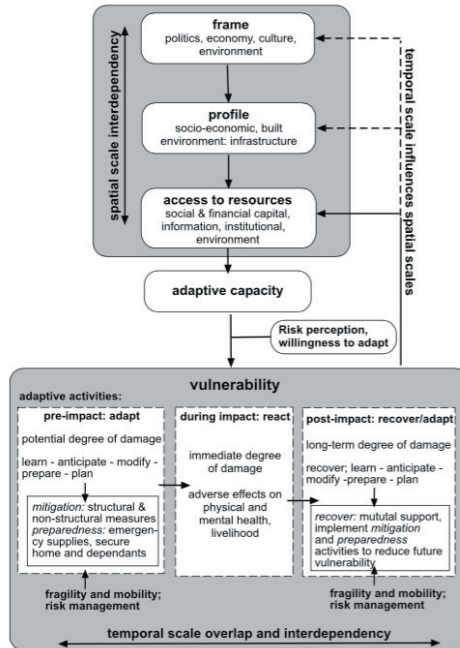 frame
politics, economy, culture,
environment
profile
socio-economic, built
environment: infrastructure
access to resources
social & financial capital,
information, institutional,
environment
spatial scale interdependency
temporal scale influences spatial scales
adaptive capacity
Risk perception,
willingness to adapt
vulnerability
adaptive activities:
pre-impact: adapt
potential degree of damage
learn - anticipate - modify -
prepare - plan
mitigation: structural &
non-structural measures
preparedness: emergen-
cy supplies, secure
home and dependants
fragility and mobility;
risk management
during impact: react
immediate degree
of damage
adverse effects on
physical and
mental health,
livelihood
post-impact: recover/adapt
long-term degree of damage
recover; learn - anticipate -
modify -prepare - plan
recover: mututal support,
implement mitigation
and preparedness
activities to reduce future
vulnerability
fragility and mobility;
risk management
temporal scale overlap and interdependency